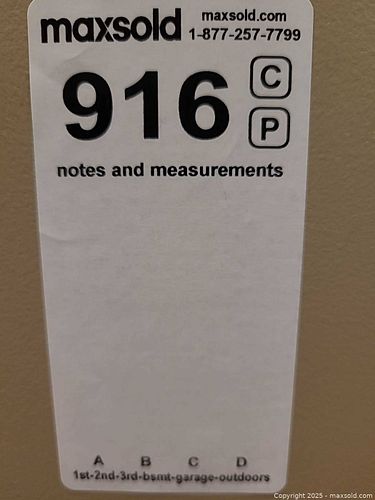 maxsold maxsold.com
1-877-257-7799
916 C
P
notes and measurements
A B C D
1st-2nd-3rd-bsmt-garage-outdoors
Copyright © 2025 - maxsold.com